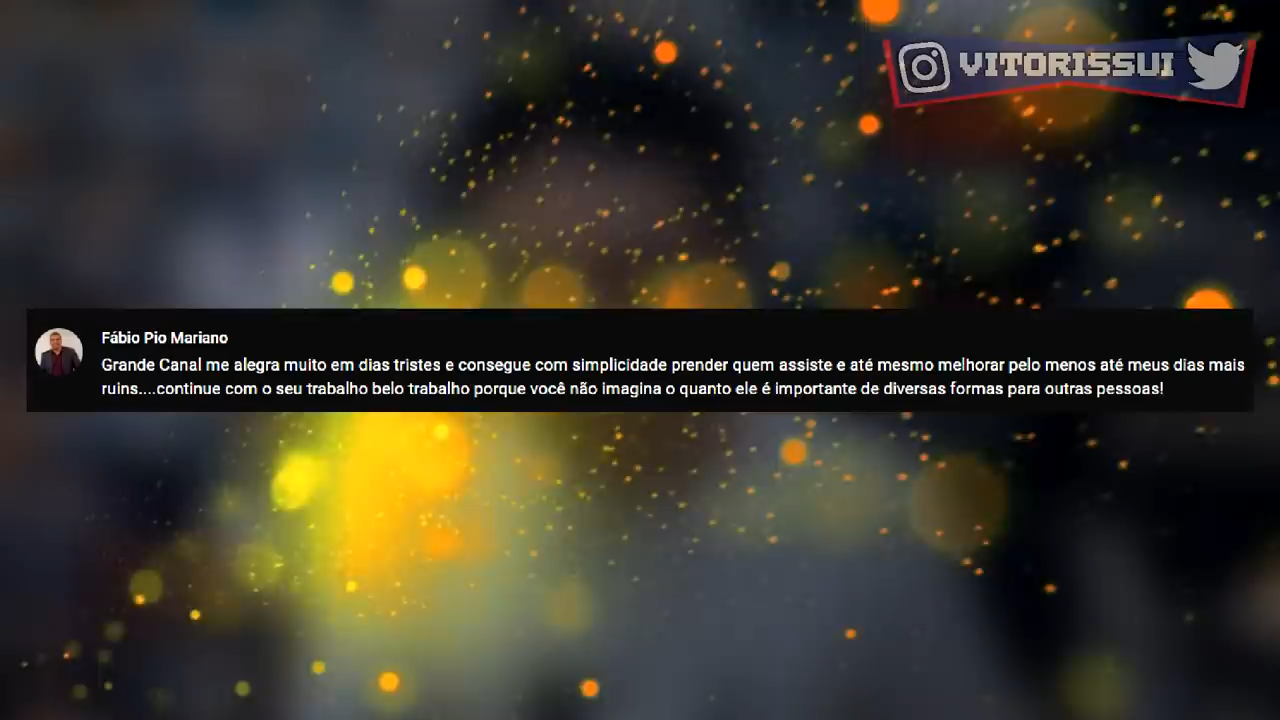 VITORISSUI
Fábio Pio Mariano
Grande Canal me alegra muito em dias tristes e consegue com simplicidade prender quem assiste e até mesmo melhorar pelo menos até meus dias mais
ruins....continue com o seu trabalho belo trabalho porque você não imagina o quanto ele é importante de diversas formas para outras pessoas!